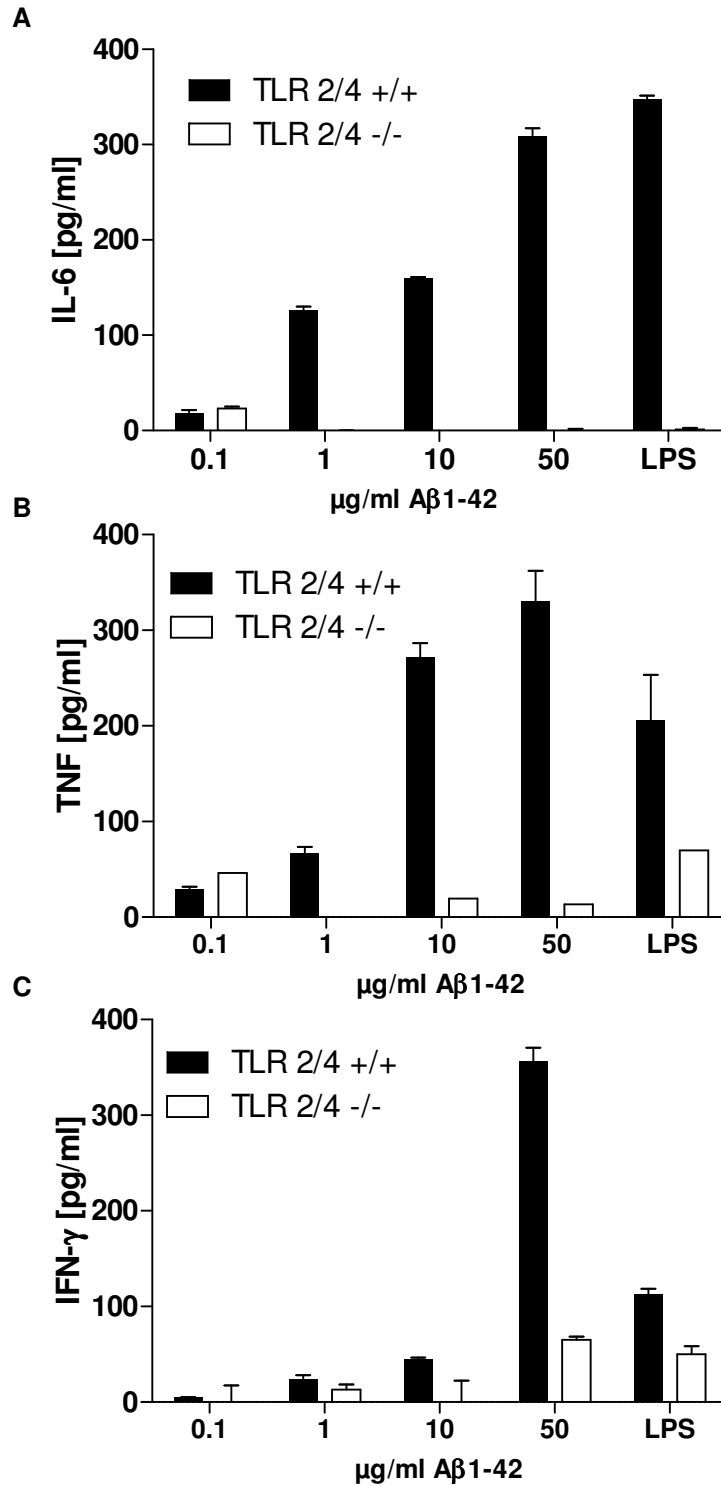 A
400
300
200
100
0
IL-6 [pg/ml]
TLR 2/4 +/+
TLR 2/4 -/-
0.1 1 10 50 LPS
µg/ml Aβ1-42
B
400
300
200
100
0
TNF [pg/ml]
TLR 2/4 +/+
TLR 2/4 -/-
0.1 1 10 50 LPS
µg/ml Aβ1-42
C
400
300
200
100
0
IFN-γ [pg/ml]
TLR 2/4 +/+
TLR 2/4 -/-
0.1 1 10 50 LPS
µg/ml Aβ1-42